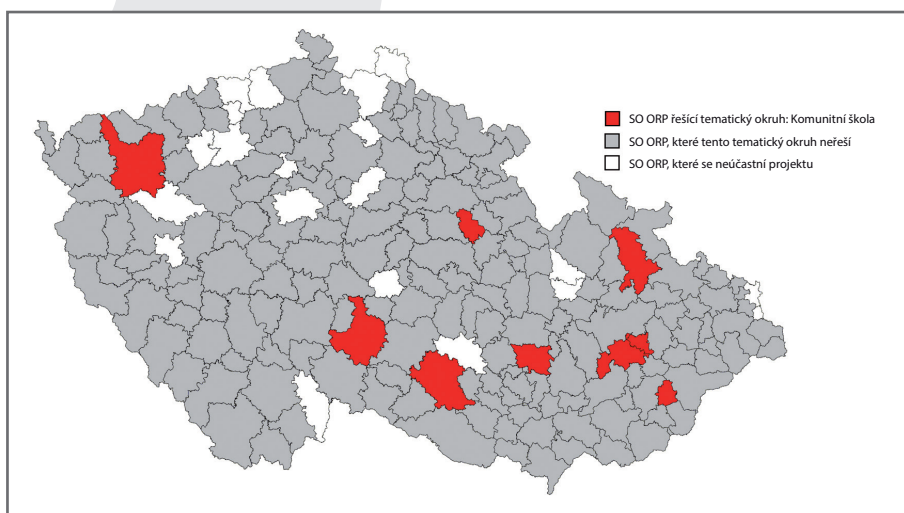 SO ORP řešící tematický okruh: Komunitní škola
SO ORP, které tento tematický okruh neřeší
SO ORP, které se neúčastní projektu